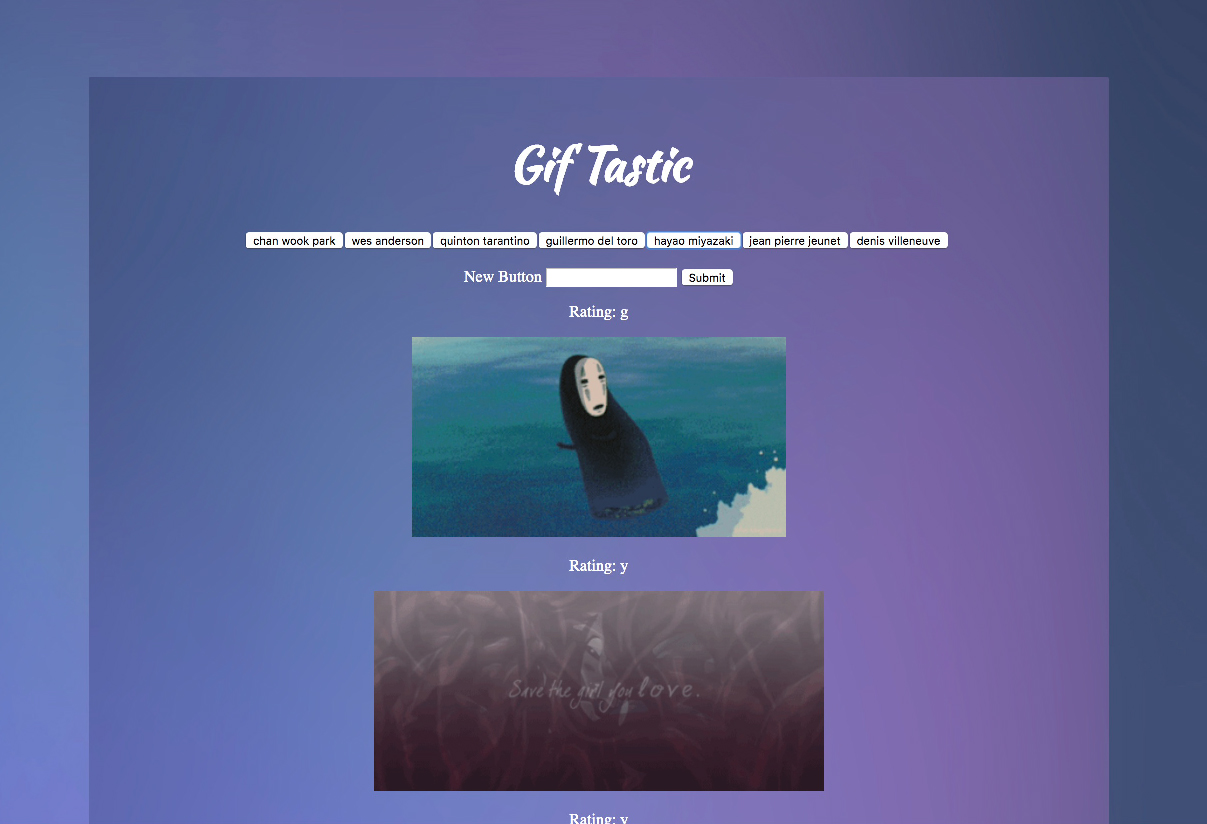 Gif Tastic
chan wook park wes anderson quinton tarantino guillermo del toro hayao miyazaki jean pierre jeunet denis villeneuve
New Button Submit
Rating: g
Rating: y
Save the girl you love.
Rating: y